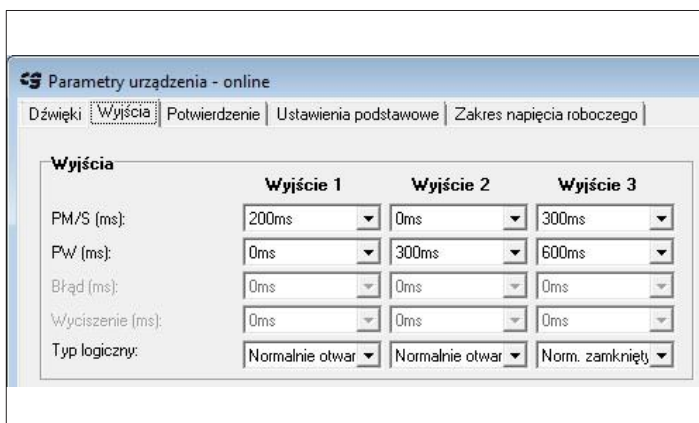 Parametry urządzenia - online
Dźwięki Wyjścia Potwierdzenie Ustawienia podstawowe Zakres napięcia roboczego
Wyjścia
Wyjście 1 Wyjście 2 Wyjście 3
PM/S (ms): 200ms 0ms 300ms
PW (ms): 0ms 300ms 600ms
Błąd (ms): 0ms 0ms 0ms
Wyciszenie (ms): 0ms 0ms 0ms
Typ logiczny: Normalnie otwar Normalnie otwar Norm. zamknięty